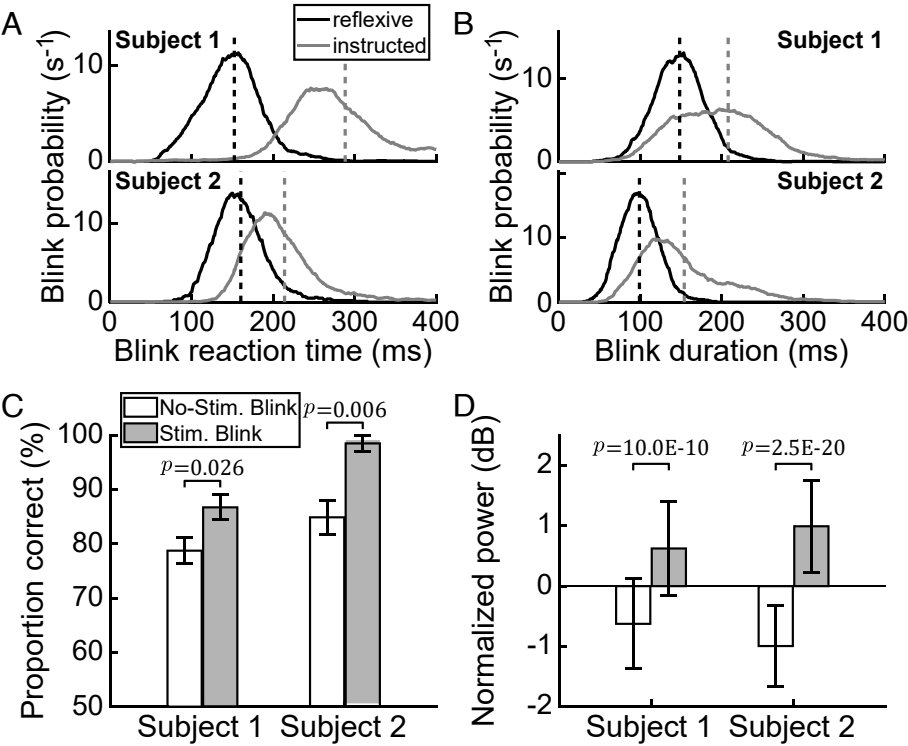 A
Subject 1
reflexive
instructed
Blink probability (s-1)
10
0
Subject 2
10
0
0 100 200 300 400
Blink reaction time (ms)
B
Subject 1
Blink probability (s-1)
10
0
Subject 2
10
0
0 100 200 300 400
Blink duration (ms)
C
No-Stim. Blink
Stim. Blink
Proportion correct (%)
100
90
80
70
60
50
p=0.026
p=0.006
Subject 1 Subject 2
D
Normalized power (dB)
2
1
0
-1
-2
p=10.0E-10
p=2.5E-20
Subject 1 Subject 2